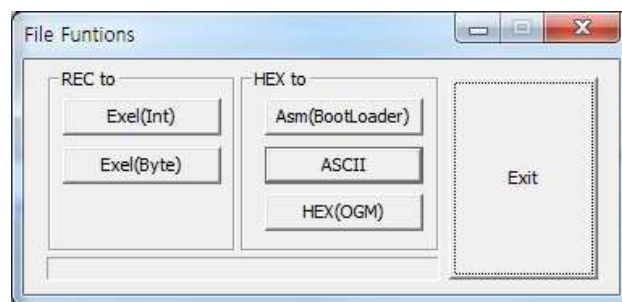 File Funtions
REC to
Exel(Int)
Exel(Byte)
HEX to
Asm(BootLoader)
ASCII
HEX(OGM)
Exit